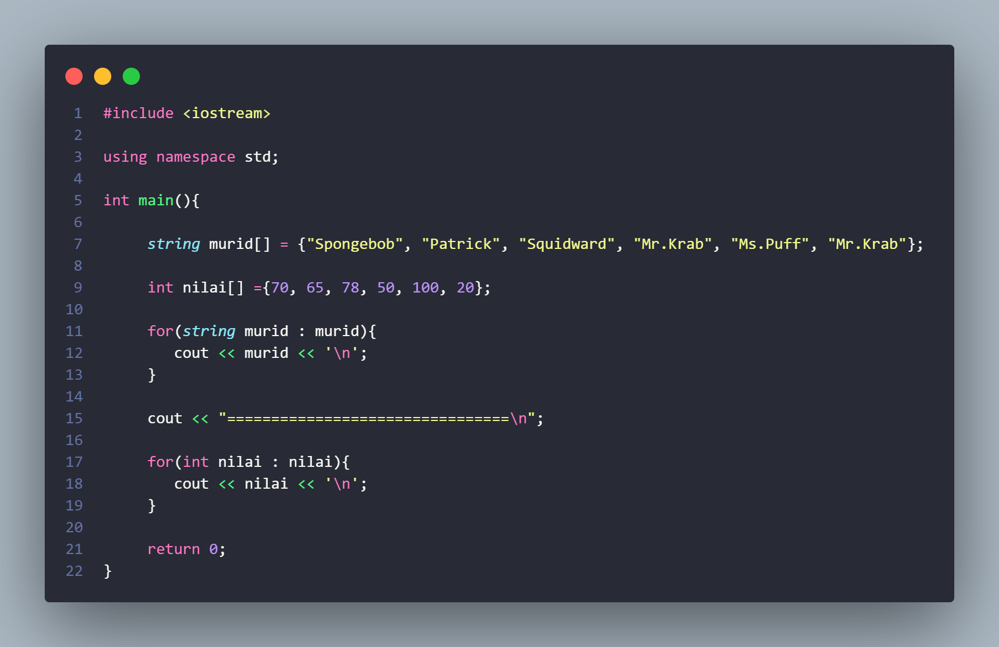 1 #include <iostream>
2
3 using namespace std;
4
5 int main(){
6
7 string murid[] = {"Spongebob", "Patrick", "Squidward", "Mr.Krab", "Ms.Puff", "Mr.Krab"};
8
9 int nilai[] ={70, 65, 78, 50, 100, 20};
10
11 for(string murid : murid){
12 cout << murid << '\n';
13 }
14
15 cout << "================================\n";
16
17 for(int nilai : nilai){
18 cout << nilai << '\n';
19 }
20
21 return 0;
22 }